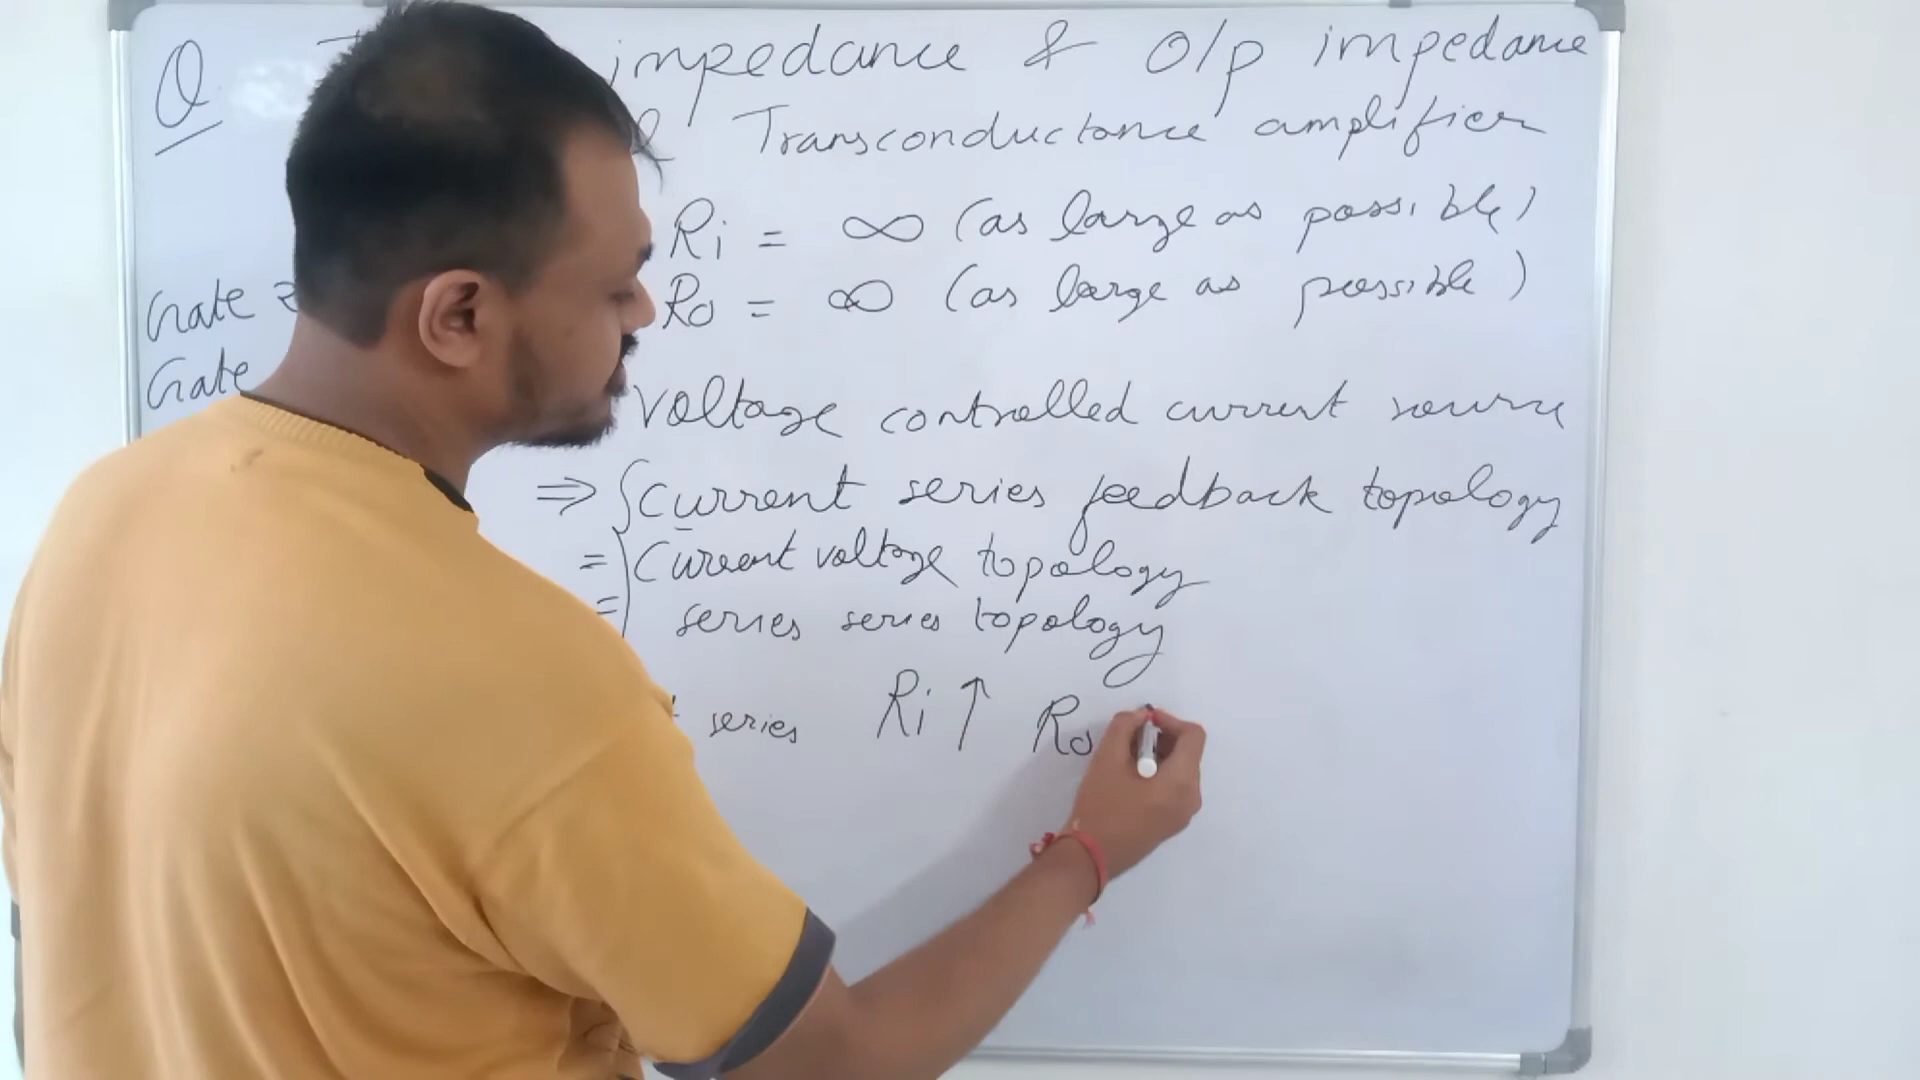 Q impedance & O/p impedance
Transconductance amplifier
Ri = ∞ (as large as possible)
Gate Ro = ∞ (as large as possible)
Gate
voltage controlled current source
⇒ current series feedback topology
= Current voltage topology
= series series topology
series Ri ↑ Ro